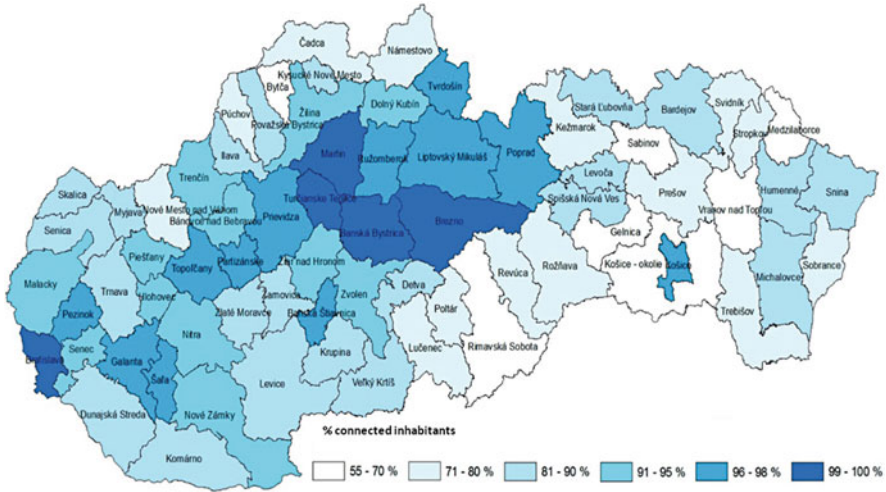 Čadca
Námestovo
Kysucké Nové Mesto
Bytča
Tvrdošín
Púchov
Žilina
Dolný Kubín
Považské Bystrica
Stará Ľubovňa
Bardejov
Svidník
Stropkov
Medzilaborce
Kežmarok
Sabinov
Ilava
Martin
Ružomberok
Liptovský Mikuláš
Poprad
Levoča
Trenčín
Prešov
Humenné
Snina
Skalica
Myjava
Nové Mesto nad Váhom
Bánovce nad Bebravou
Prievidza
Turčianske Teplice
Spišská Nová Ves
Vranov nad Topľou
Senica
Banská Bystrica
Brezno
Gelnica
Piešťany
Topoľčany
Partizánske
Žiar nad Hronom
Revúca
Rožňava
Košice - okolie
Košice
Michalovce
Sobrance
Malacky
Trnava
Hlohovec
Zlaté Moravce
Žarnovica
Zvolen
Detva
Banská Štiavnica
Poltár
Trebišov
Pezinok
Nitra
Bratislava
Senec
Galanta
Krupina
Lučenec
Rimavská Sobota
Šaľa
Levice
Veľký Krtíš
Dunajská Streda
Nové Zámky
Komárno
% connected inhabitants
55 - 70 %
71 - 80 %
81 - 90 %
91 - 95 %
96 - 98 %
99 - 100 %